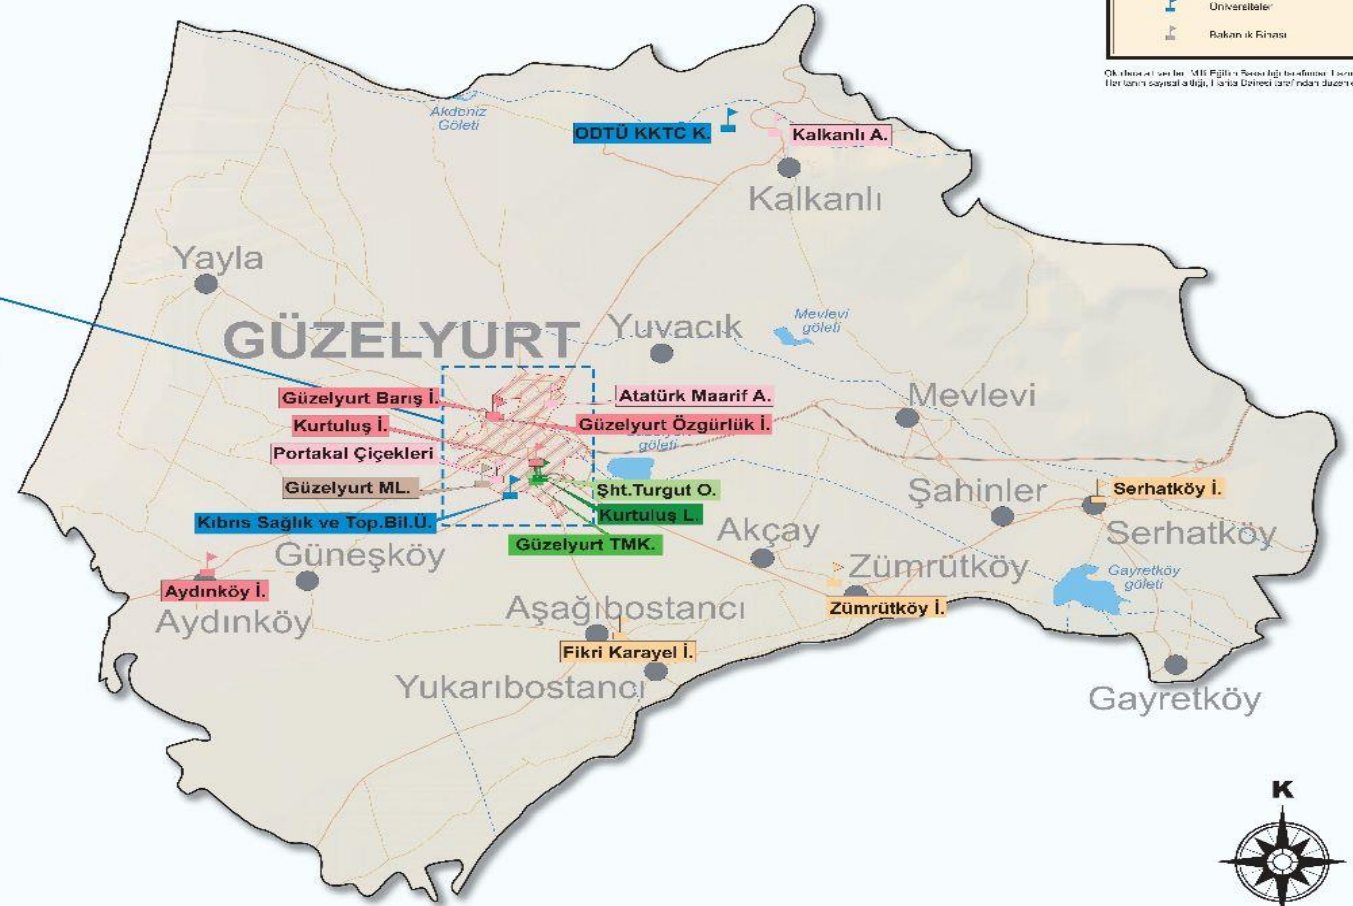 Üniversiteler
Bakanlık Binası
Akdeniz
Göleti
ODTÜ KKTC K.
Kalkanlı A.
Kalkanlı
Yayla
GÜZELYURT
Yuvacık
Mevlevi
göleti
Güzelyurt Barış İ.
Atatürk Maarif A.
Mevlevi
Kurtuluş İ.
Güzelyurt Özgürlük İ.
göleti
Portakal Çiçekleri
Güzelyurt ML.
Şht.Turgut O.
Şahinler
Serhatköy İ.
Kıbrıs Sağlık ve Top.Bil.Ü.
Kurtuluş L.
Serhatköy
Güzelyurt TMK.
Akçay
Güneşköy
Zümrütköy
Gayretköy
göleti
Aydınköy İ.
Aydınköy
Aşağıbostancı
Zümrütköy İ.
Fikri Karayel İ.
Yukarıbostancı
Gayretköy
K